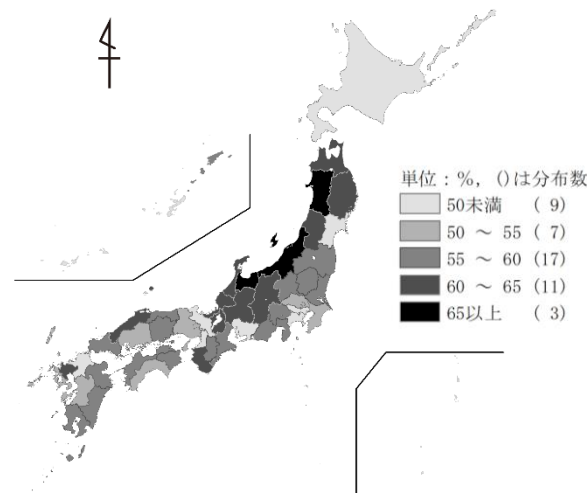 単位：%，()は分布数
50未満 ( 9)
50 ～ 55 ( 7)
55 ～ 60 (17)
60 ～ 65 (11)
65以上 ( 3)